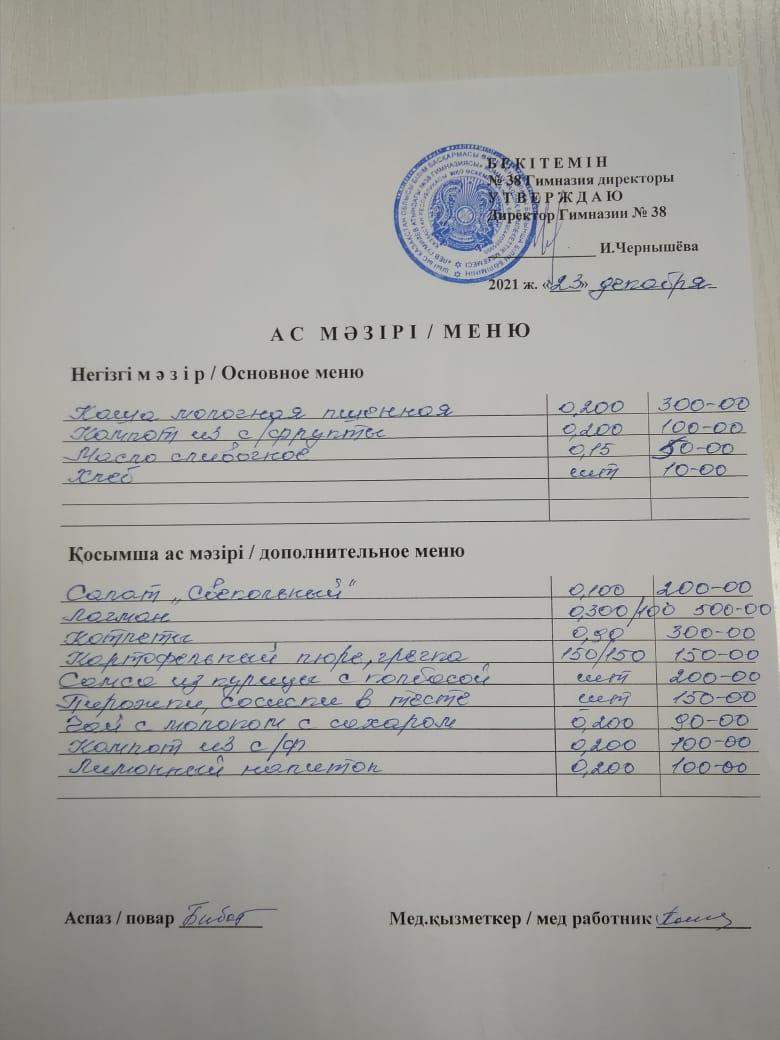 БЕКІТЕМІН
№ 38 Гимназия директоры
УТВЕРЖДАЮ
Директор Гимназии № 38
И.Чернышёва
2021 ж. «23» декабря
АС МӘЗІРІ / МЕНЮ
Негізгі мәзір / Основное меню
Каша молочная пшенная 0,200 300-00
Компот из с/фрукты 0,200 100-00
Масло сливочное 0,15 50-00
Хлеб шт 10-00
Қосымша ас мәзірі / дополнительное меню
Салат „Свекольный" 0,100 200-00
Лагман 0,300/100 500-00
Котлеты 0,90 300-00
Картофельный пюре, гречка 150/150 150-00
Самса из курицы с колбасой шт 200-00
Пирожки, сосиски в тесте шт 150-00
Чай с молоком с сахаром 0,200 90-00
Компот из с/ф 0,200 100-00
Лимонный напиток 0,200 100-00
Аспаз / повар
Мед.қызметкер / мед работник